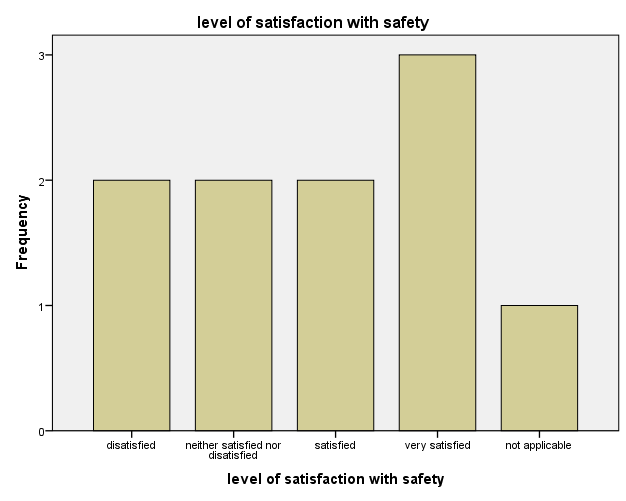 level of satisfaction with safety
Frequency
3
2
1
0
disatisfied
neither satisfied nor
disatisfied
satisfied
very satisfied
not applicable
level of satisfaction with safety